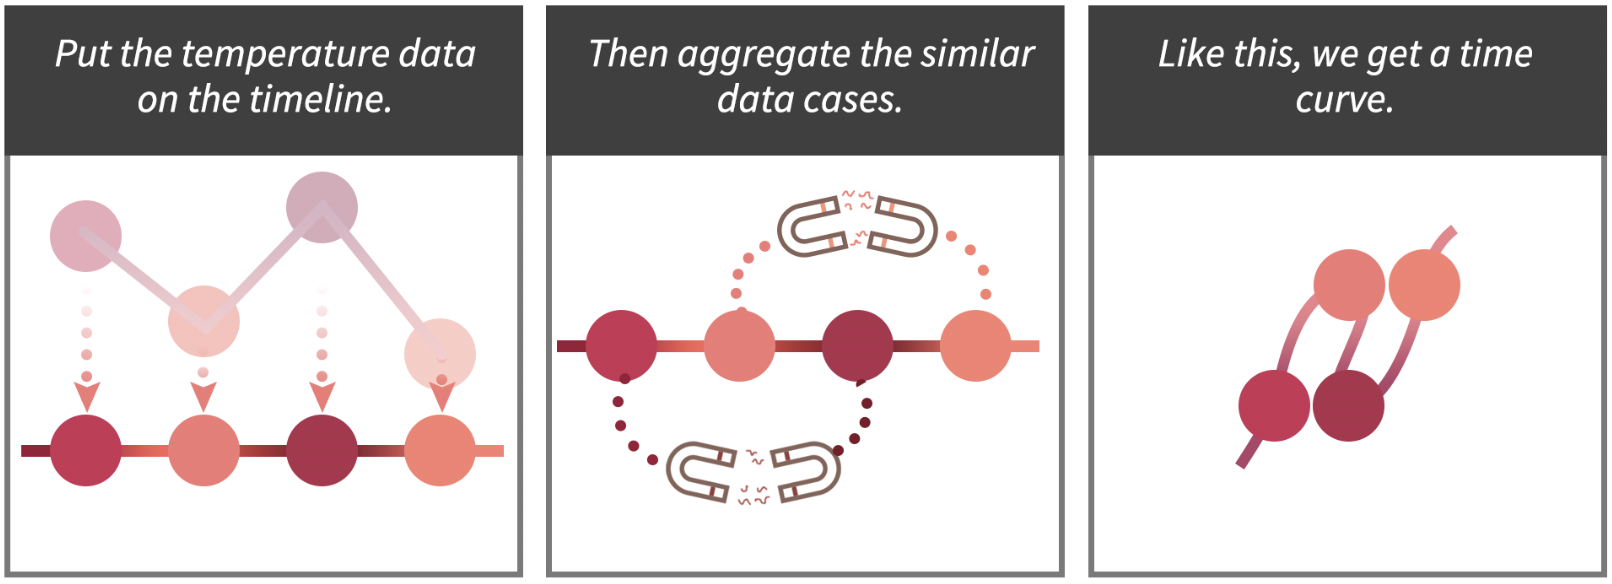 Put the temperature data
on the timeline.
Then aggregate the similar
data cases.
Like this, we get a time
curve.